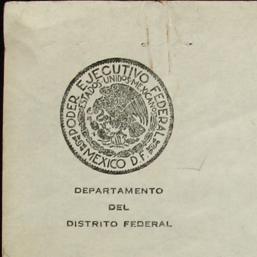 PODER EJECUTIVO FEDERAL
ESTADOS UNIDOS MEXICANOS
MEXICO D.F.
DEPARTAMENTO
DEL
DISTRITO FEDERAL